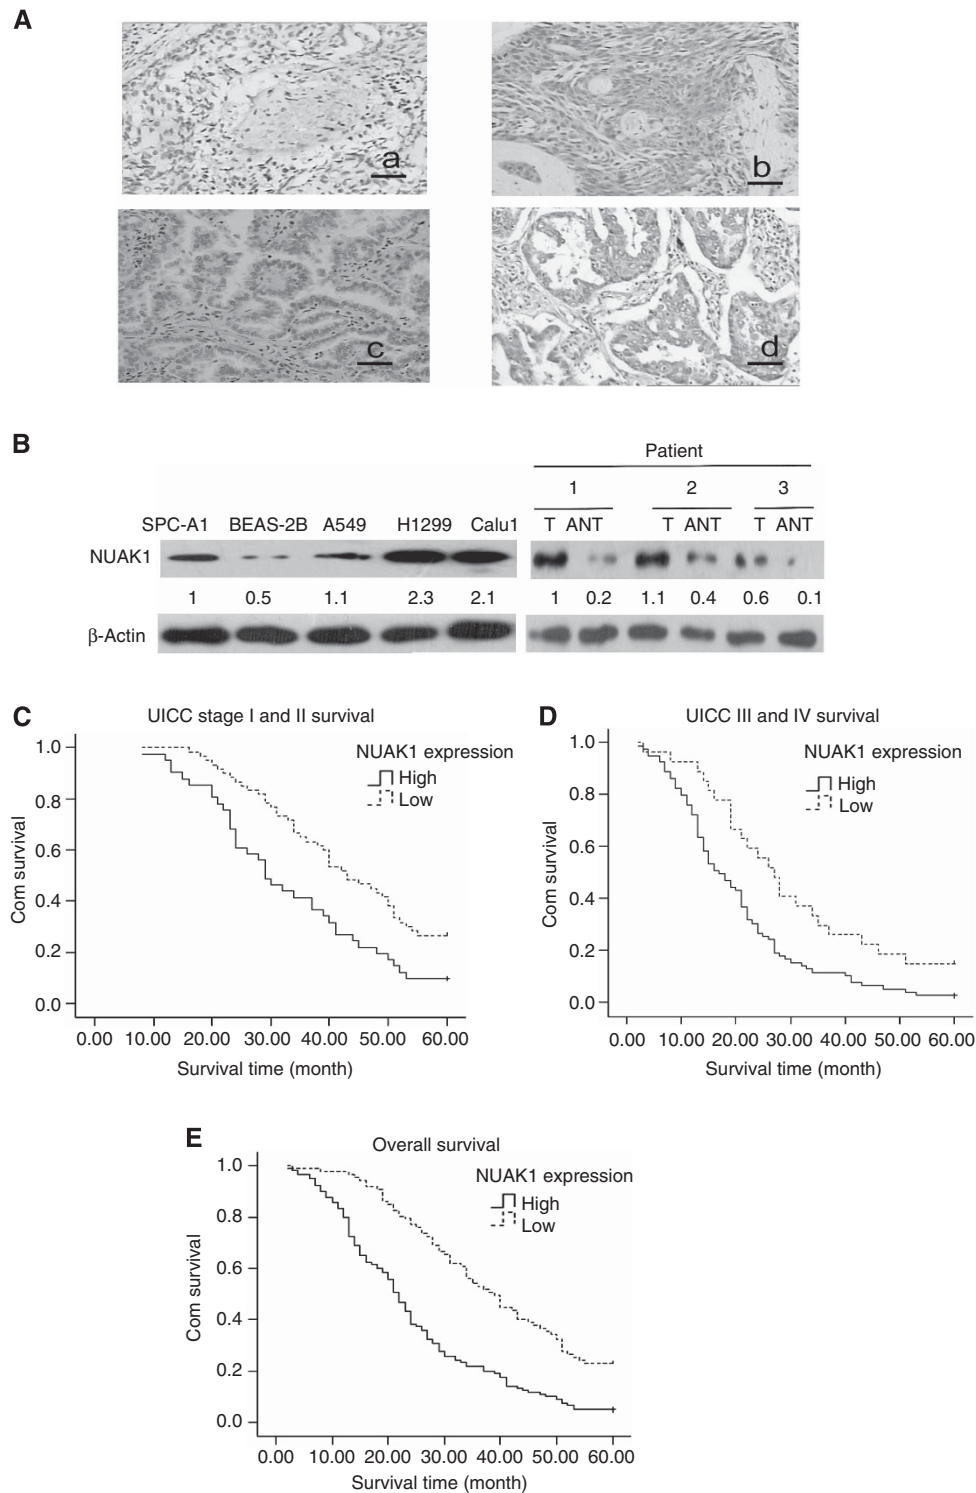 A
a
b
c
d
B
Patient
1 2 3
SPC-A1 BEAS-2B A549 H1299 Calu1 T ANT T ANT T ANT
NUAK1
1 0.5 1.1 2.3 2.1 1 0.2 1.1 0.4 0.6 0.1
β-Actin
C
UICC stage I and II survival
NUAK1 expression
High
Low
Com survival
1.0
0.8
0.6
0.4
0.2
0.0
0.00 10.00 20.00 30.00 40.00 50.00 60.00
Survival time (month)
D
UICC III and IV survival
NUAK1 expression
High
Low
Com survival
1.0
0.8
0.6
0.4
0.2
0.0
0.00 10.00 20.00 30.00 40.00 50.00 60.00
Survival time (month)
E
Overall survival
NUAK1 expression
High
Low
Com survival
1.0
0.8
0.6
0.4
0.2
0.0
0.00 10.00 20.00 30.00 40.00 50.00 60.00
Survival time (month)